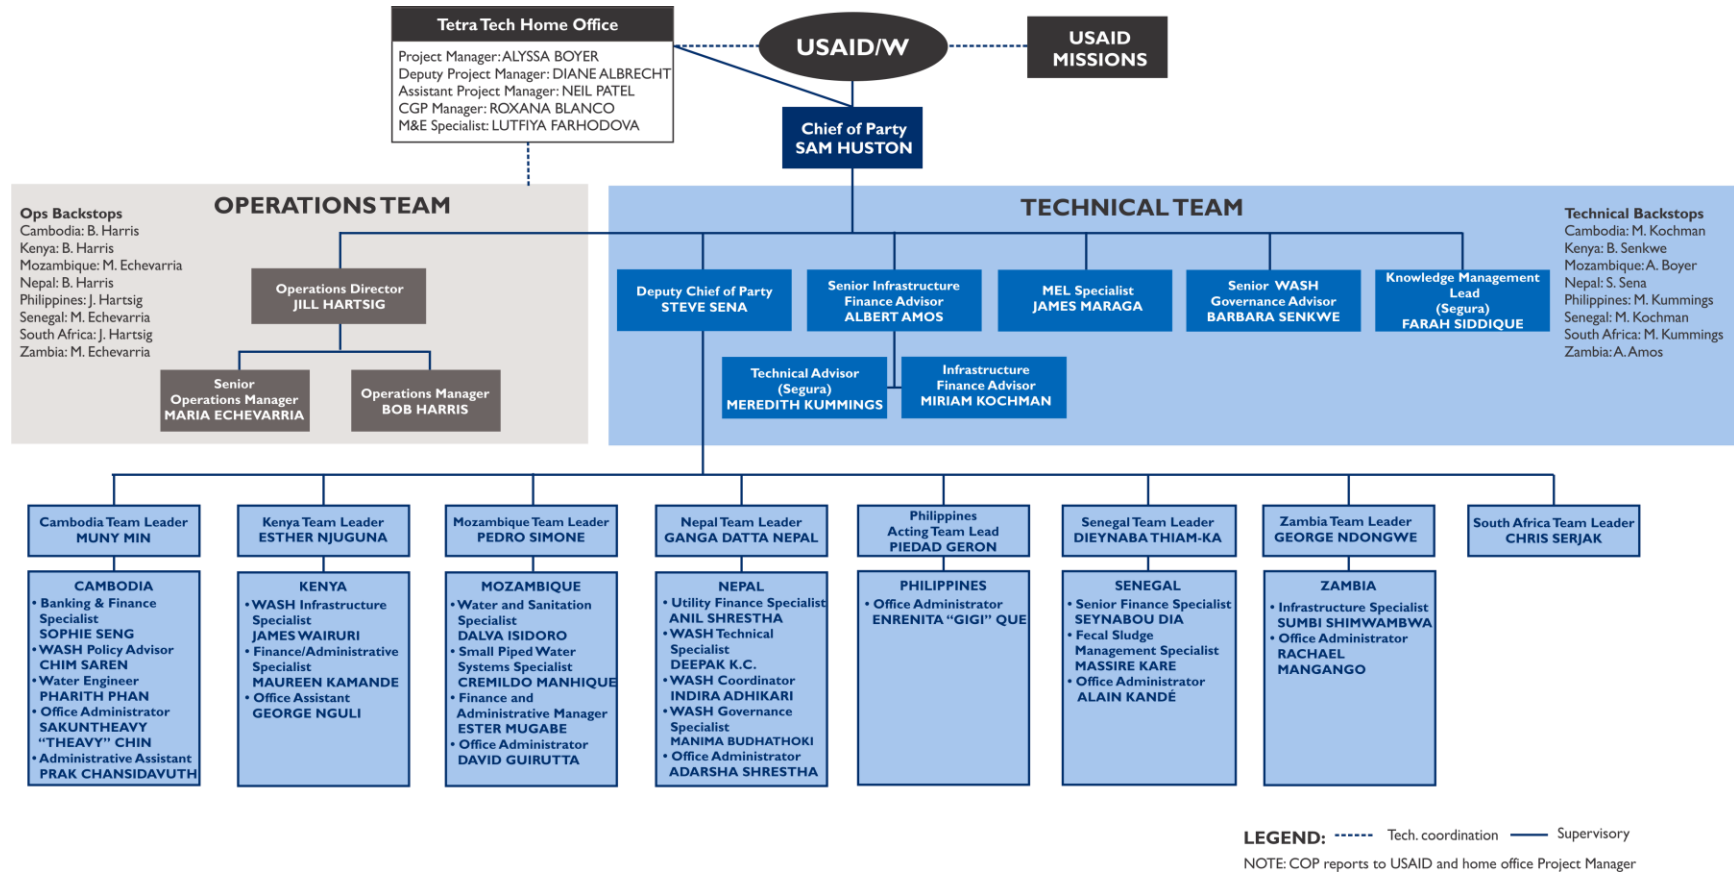 Tetra Tech Home Office
Project Manager: ALYSSA BOYER
Deputy Project Manager: DIANE ALBRECHT
Assistant Project Manager: NEIL PATEL
CGP Manager: ROXANA BLANCO
M&E Specialist: LUTFIYA FARHODOVA
USAID/W
USAID
MISSIONS
Chief of Party
SAM HUSTON
OPERATIONS TEAM
Ops Backstops
Cambodia: B. Harris
Kenya: B. Harris
Mozambique: M. Echevarria
Nepal: B. Harris
Philippines: J. Hartsig
Senegal: M. Echevarria
South Africa: J. Hartsig
Zambia: M. Echevarria
Operations Director
JILL HARTSIG
Senior
Operations Manager
MARIA ECHEVARRIA
Operations Manager
BOB HARRIS
TECHNICAL TEAM
Technical Backstops
Cambodia: M. Kochman
Kenya: B. Senkwe
Mozambique: A. Boyer
Nepal: S. Sena
Philippines: M. Kummings
Senegal: M. Kochman
South Africa: M. Kummings
Zambia: A. Amos
Deputy Chief of Party
STEVE SENA
Senior Infrastructure
Finance Advisor
ALBERT AMOS
MEL Specialist
JAMES MARAGA
Senior WASH
Governance Advisor
BARBARA SENKWE
Knowledge Management
Lead
(Segura)
FARAH SIDDIQUE
Technical Advisor
(Segura)
MEREDITH KUMMINGS
Infrastructure
Finance Advisor
MIRIAM KOCHMAN
Cambodia Team Leader
MUNY MIN
Kenya Team Leader
ESTHER NJUGUNA
Mozambique Team Leader
PEDRO SIMONE
Nepal Team Leader
GANGA DATTA NEPAL
Philippines
Acting Team Lead
PIEDAD GERON
Senegal Team Leader
DIEYNABA THIAM-KA
Zambia Team Leader
GEORGE NDONGWE
South Africa Team Leader
CHRIS SERJAK
CAMBODIA
• Banking & Finance
Specialist
SOPHIE SENG
• WASH Policy Advisor
CHIM SAREN
• Water Engineer
PHARITH PHAN
• Office Administrator
SAKUNTHEAVY
“THEAVY” CHIN
• Administrative Assistant
PRAK CHANSIDAVUTH
KENYA
• WASH Infrastructure
Specialist
JAMES WAIRURI
• Finance/Administrative
Specialist
MAUREEN KAMANDE
• Office Assistant
GEORGE NGULI
MOZAMBIQUE
• Water and Sanitation
Specialist
DALVA ISIDORO
• Small Piped Water
Systems Specialist
CREMILDO MANHIQUE
• Finance and
Administrative Manager
ESTER MUGABE
• Office Administrator
DAVID GUIRUTTA
NEPAL
• Utility Finance Specialist
ANIL SHRESTHA
• WASH Technical
Specialist
DEEPAK K.C.
• WASH Coordinator
INDIRA ADHIKARI
• WASH Governance
Specialist
MANIMA BUDHATHOKI
• Office Administrator
ADARSHA SHRESTHA
PHILIPPINES
• Office Administrator
ENRENITA “GIGI” QUE
SENEGAL
• Senior Finance Specialist
SEYNABOU DIA
• Fecal Sludge
Management Specialist
MASSIRE KARE
• Office Administrator
ALAIN KANDÉ
ZAMBIA
• Infrastructure Specialist
SUMBI SHIMWAMBWA
• Office Administrator
RACHAEL
MANGANGO
LEGEND: Tech. coordination Supervisory
NOTE: COP reports to USAID and home office Project Manager